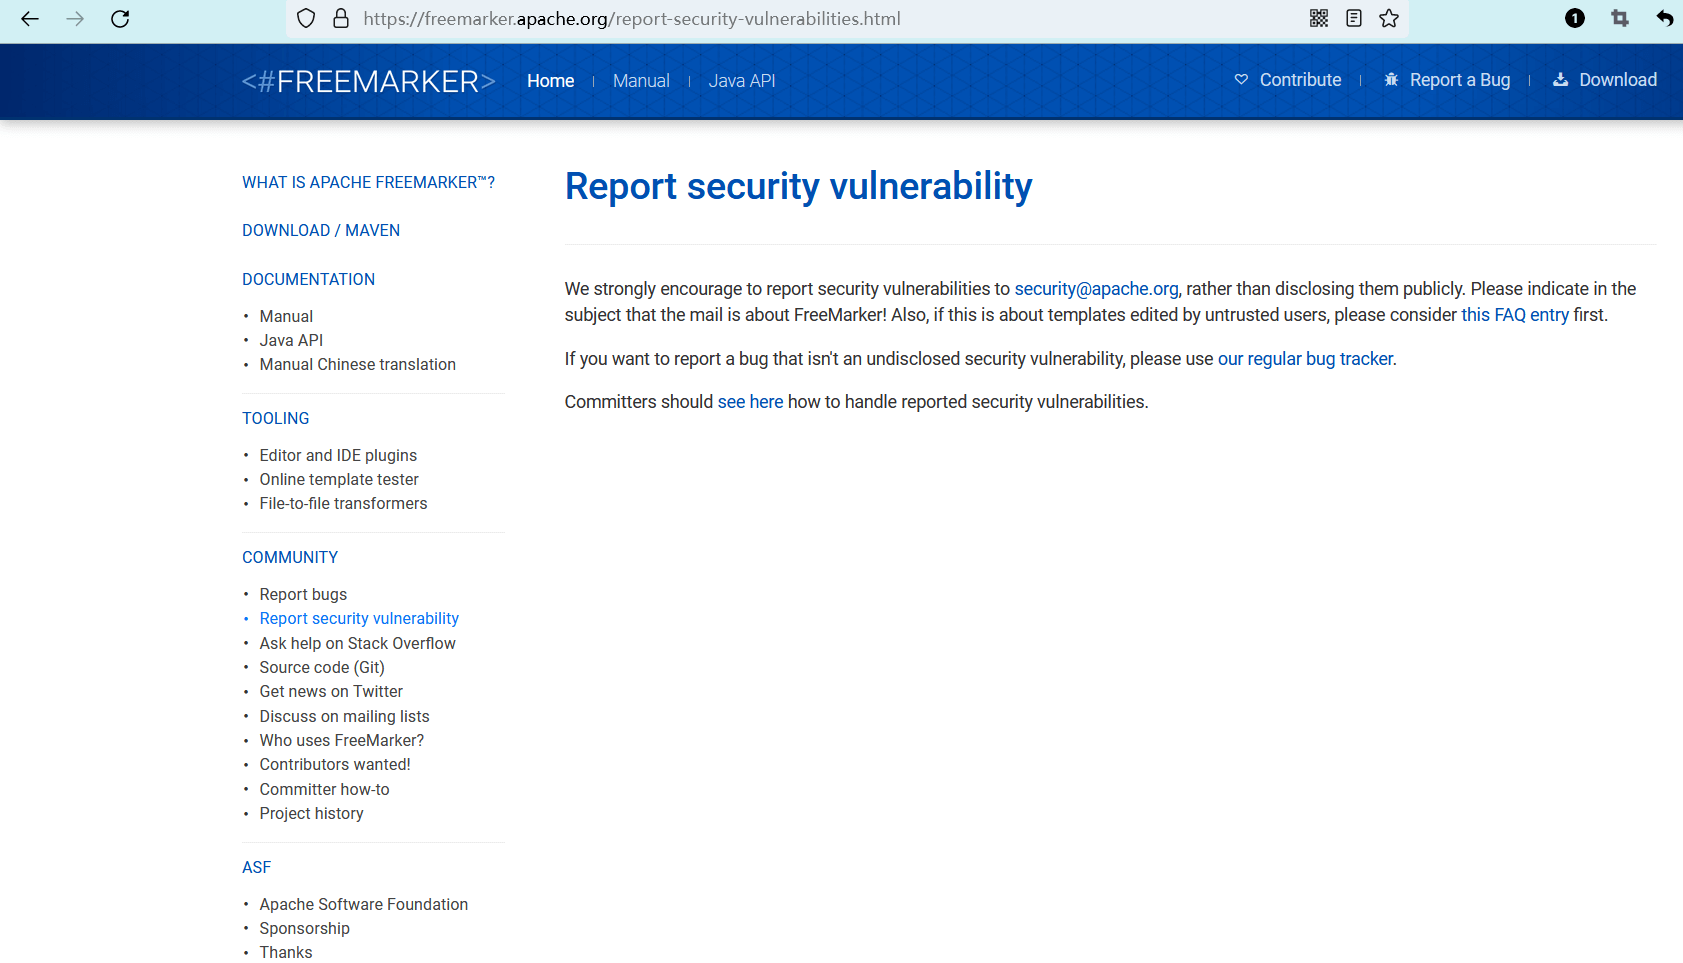 https://freemarker.apache.org/report-security-vulnerabilities.html
1
<#FREEMARKER>
Home
Manual
Java API
Contribute
Report a Bug
Download
WHAT IS APACHE FREEMARKER™?
DOWNLOAD / MAVEN
DOCUMENTATION
• Manual
• Java API
• Manual Chinese translation
TOOLING
• Editor and IDE plugins
• Online template tester
• File-to-file transformers
COMMUNITY
• Report bugs
• Report security vulnerability
• Ask help on Stack Overflow
• Source code (Git)
• Get news on Twitter
• Discuss on mailing lists
• Who uses FreeMarker?
• Contributors wanted!
• Committer how-to
• Project history
ASF
• Apache Software Foundation
• Sponsorship
• Thanks
Report security vulnerability
We strongly encourage to report security vulnerabilities to security@apache.org, rather than disclosing them publicly. Please indicate in the
subject that the mail is about FreeMarker! Also, if this is about templates edited by untrusted users, please consider this FAQ entry first.
If you want to report a bug that isn't an undisclosed security vulnerability, please use our regular bug tracker.
Committers should see here how to handle reported security vulnerabilities.